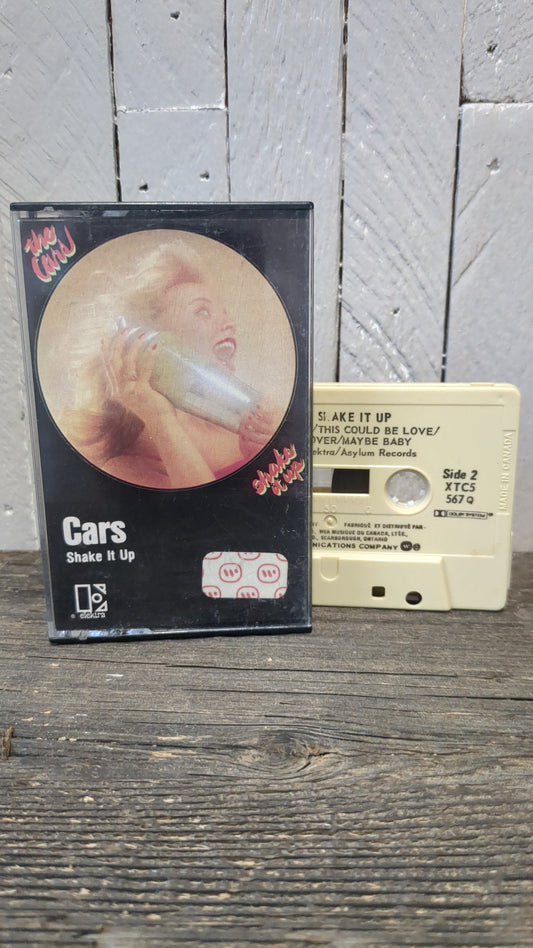 the
Cars
shake
it up
Cars
Shake It Up
elektra
AKE IT UP
/THIS COULD BE LOVE/
OVER/MAYBE BABY
ektra/Asylum Records
Side 2
XTC5
567 Q
DOLBY SYSTEM
FABRIQUÉ ET DISTRIBUÉ PAR-
WEA MUSIQUE DU CANADA, LTÉE.,
SCARBOROUGH, ONTARIO
NICATIONS COMPANY
MADE IN CANADA